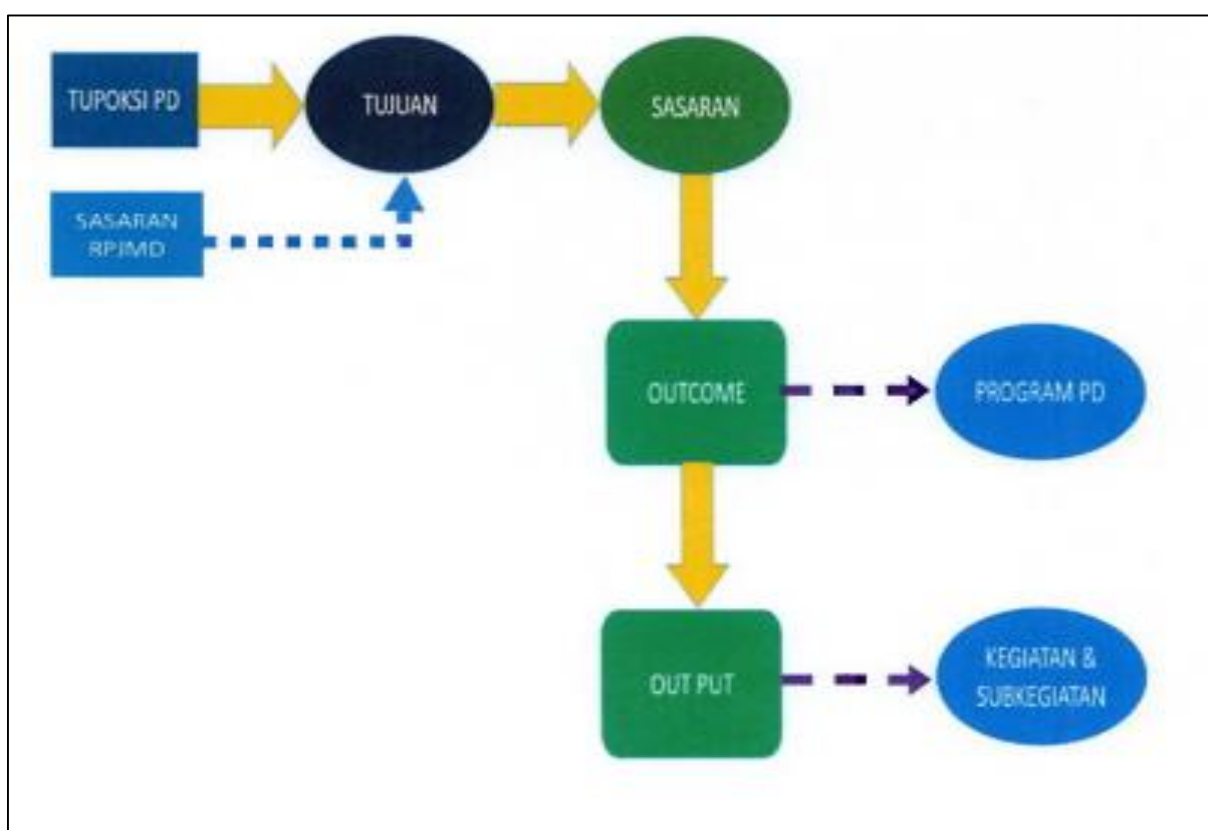 TUPOKSI PD
TUJUAN
SASARAN
SASARAN
RPJMD
OUTCOME
PROGRAM PD
OUT PUT
KEGIATAN &
SUBKEGIATAN